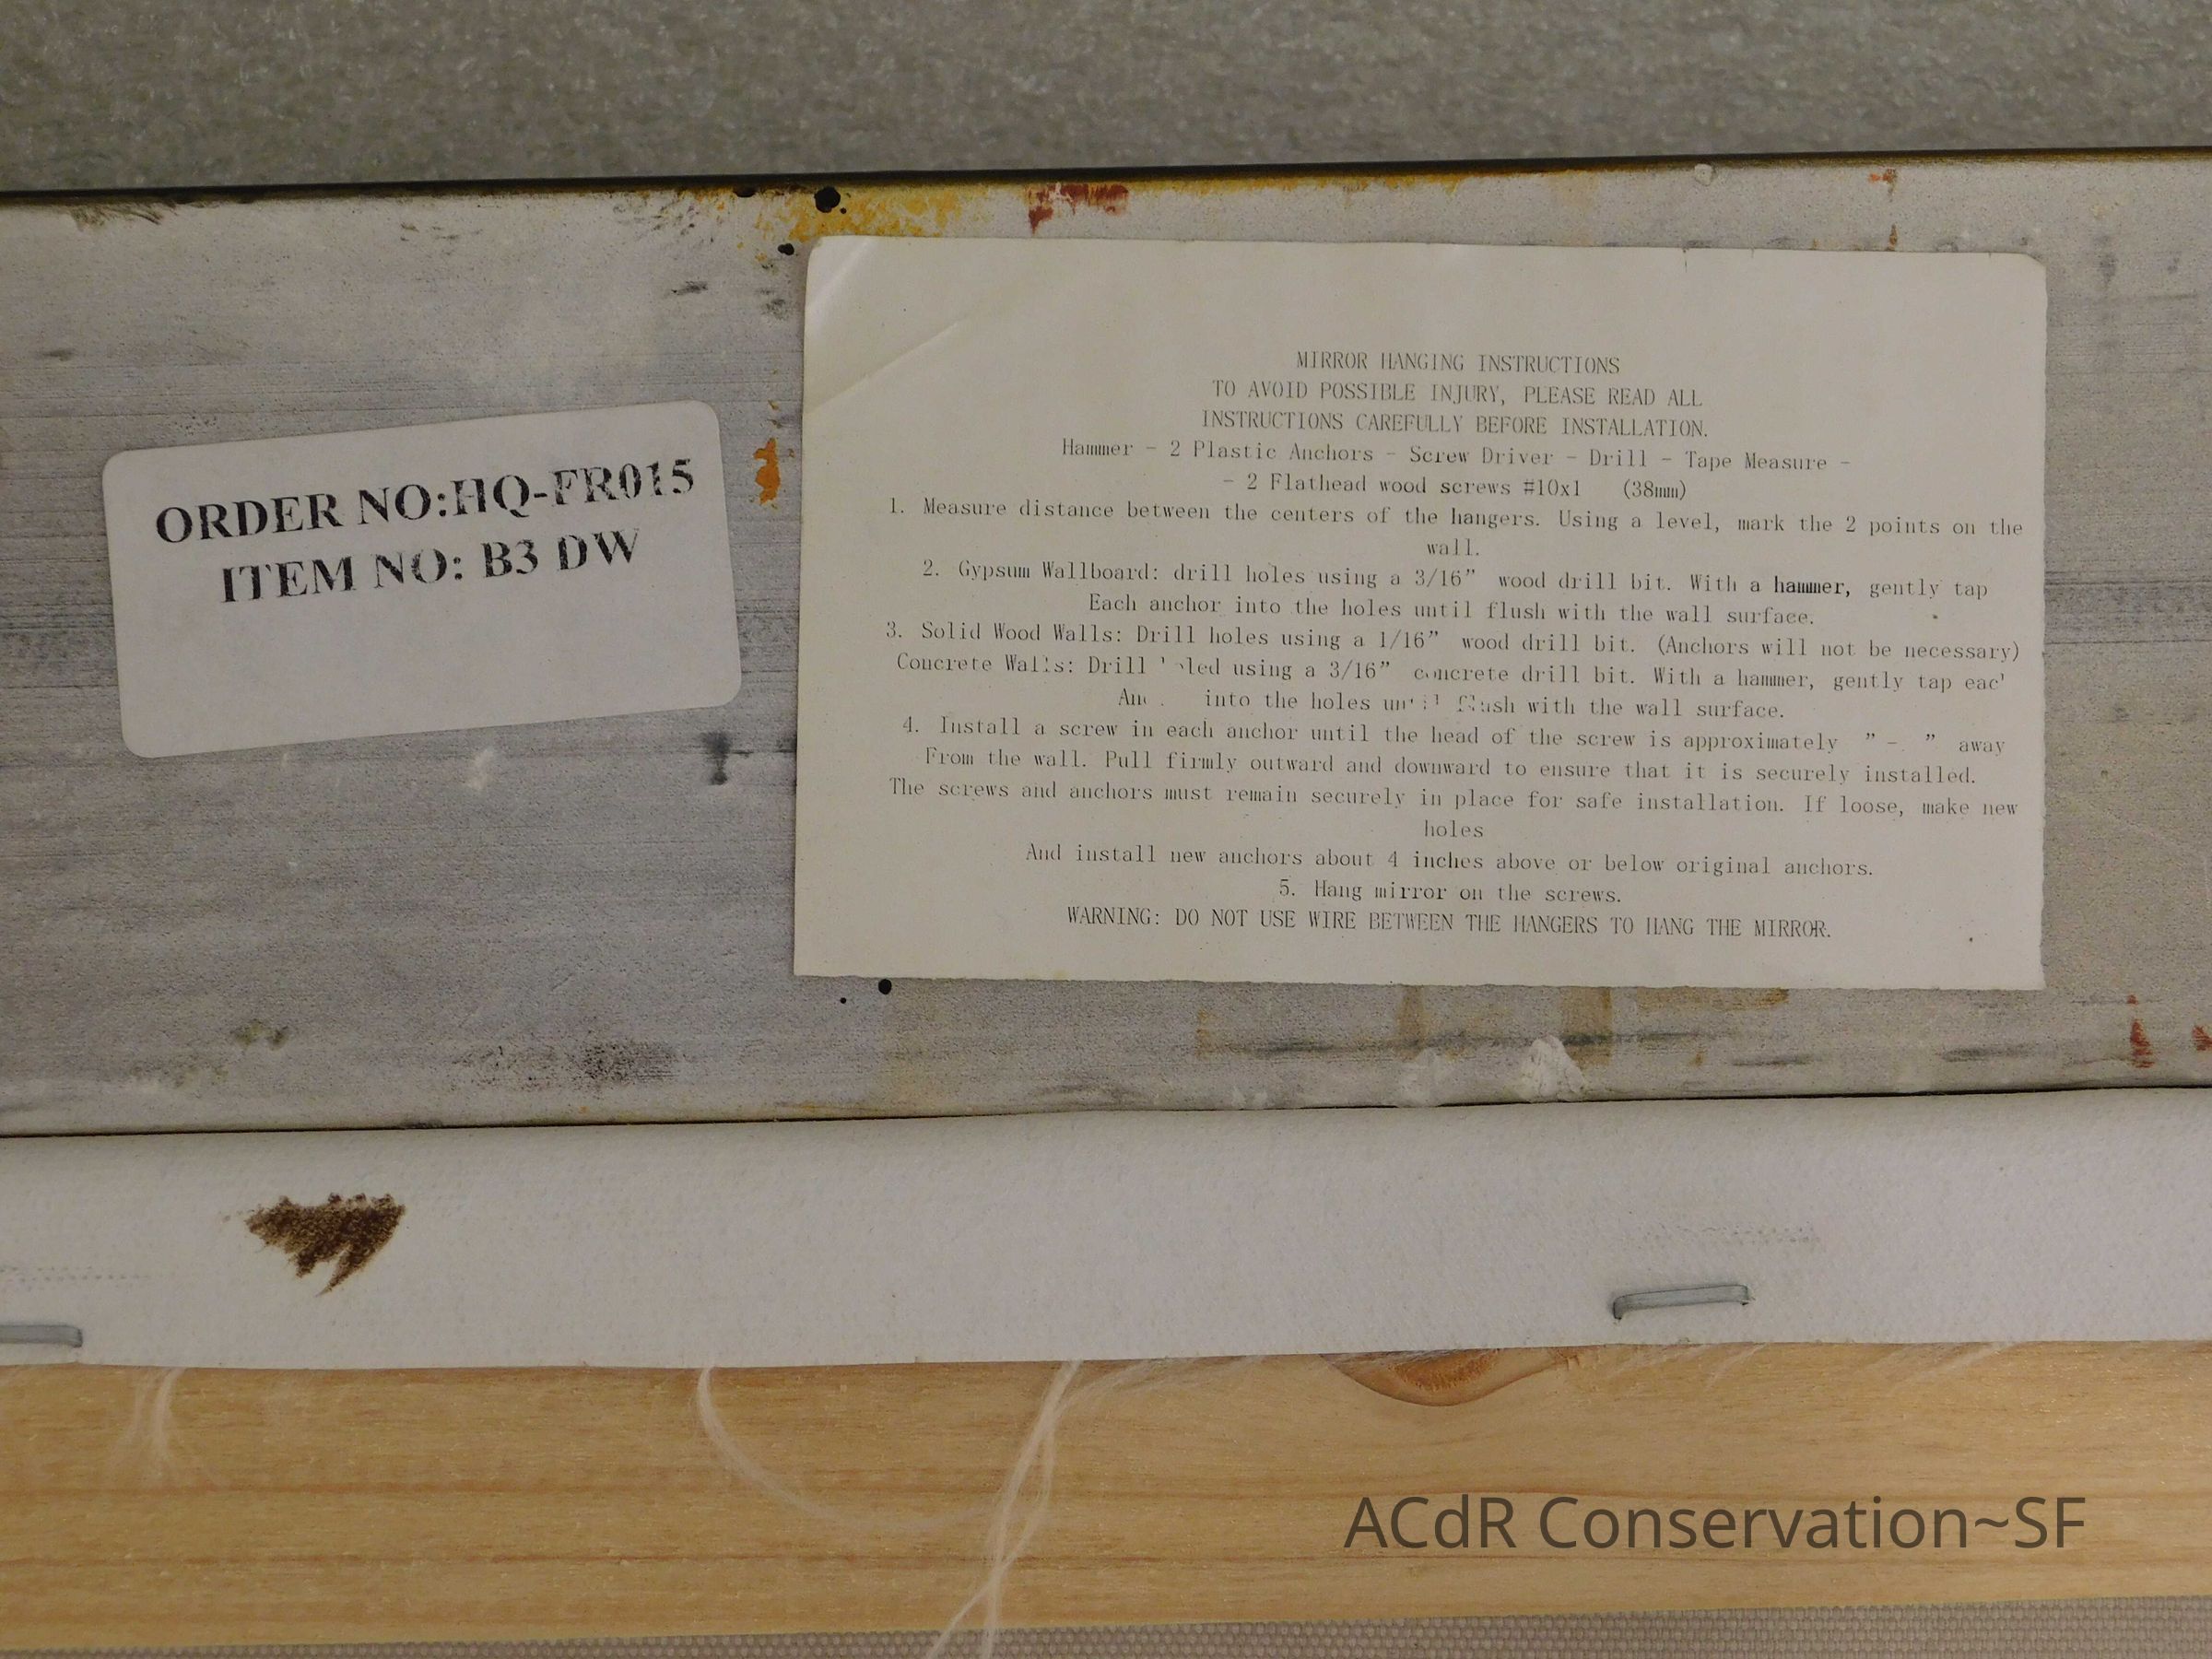 ORDER NO:HQ-FR015
ITEM NO: B3 DW
MIRROR HANGING INSTRUCTIONS
TO AVOID POSSIBLE INJURY, PLEASE READ ALL
INSTRUCTIONS CAREFULLY BEFORE INSTALLATION.
Hammer - 2 Plastic Anchors - Screw Driver - Drill - Tape Measure -
- 2 Flathead wood screws #10x1 (38mm)
1. Measure distance between the centers of the hangers. Using a level, mark the 2 points on the
wall.
2. Gypsum Wallboard: drill holes using a 3/16" wood drill bit. With a hammer, gently tap
Each anchor into the holes until flush with the wall surface.
3. Solid Wood Walls: Drill holes using a 1/16" wood drill bit. (Anchors will not be necessary)
Concrete Walls: Drill using a 3/16" concrete drill bit. With a hammer, gently tap
into the holes until flush with the wall surface.
4. Install a screw in each anchor until the head of the screw is approximately " - " away
From the wall. Pull firmly outward and downward to ensure that it is securely installed.
The screws and anchors must remain securely in place for safe installation. If loose, make new
holes
And install new anchors about 4 inches above or below original anchors.
5. Hang mirror on the screws.
WARNING: DO NOT USE WIRE BETWEEN THE HANGERS TO HANG THE MIRROR.
ACdR Conservation~SF